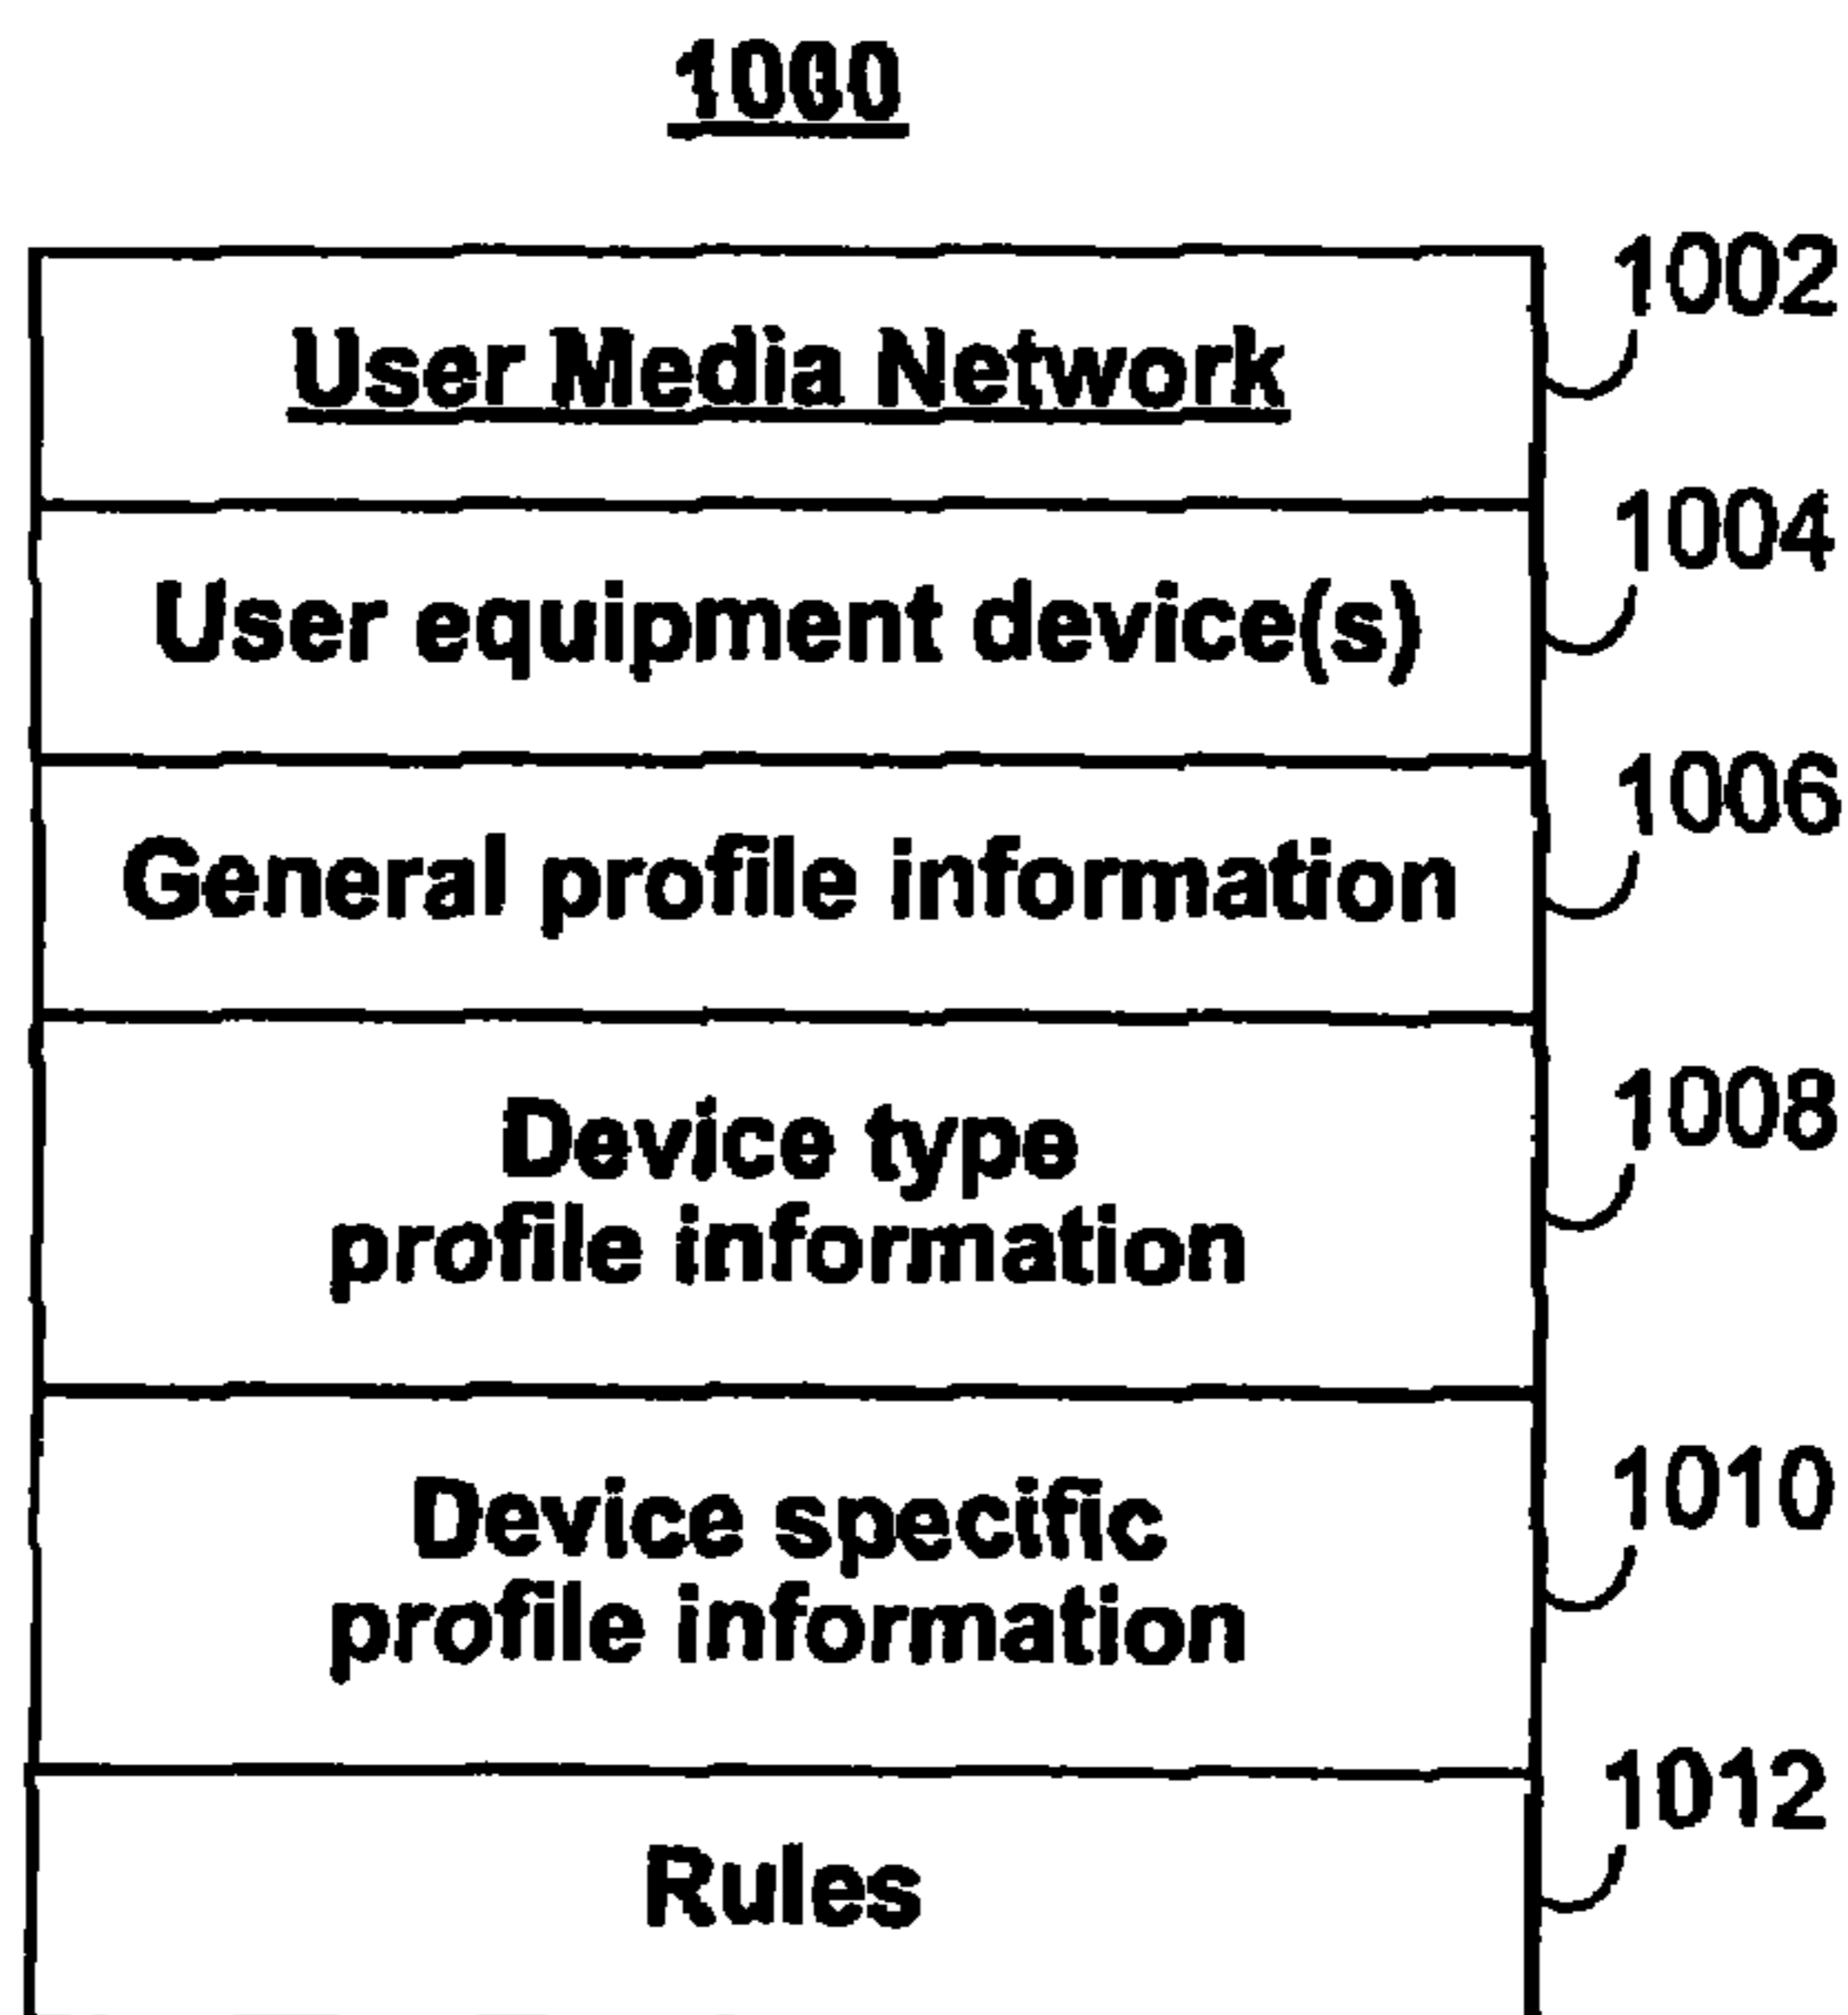 1000
1002
User Media Network
1004
User equipment device(s)
1006
General profile information
1008
Device type
profile information
1010
Device specific
profile information
1012
Rules